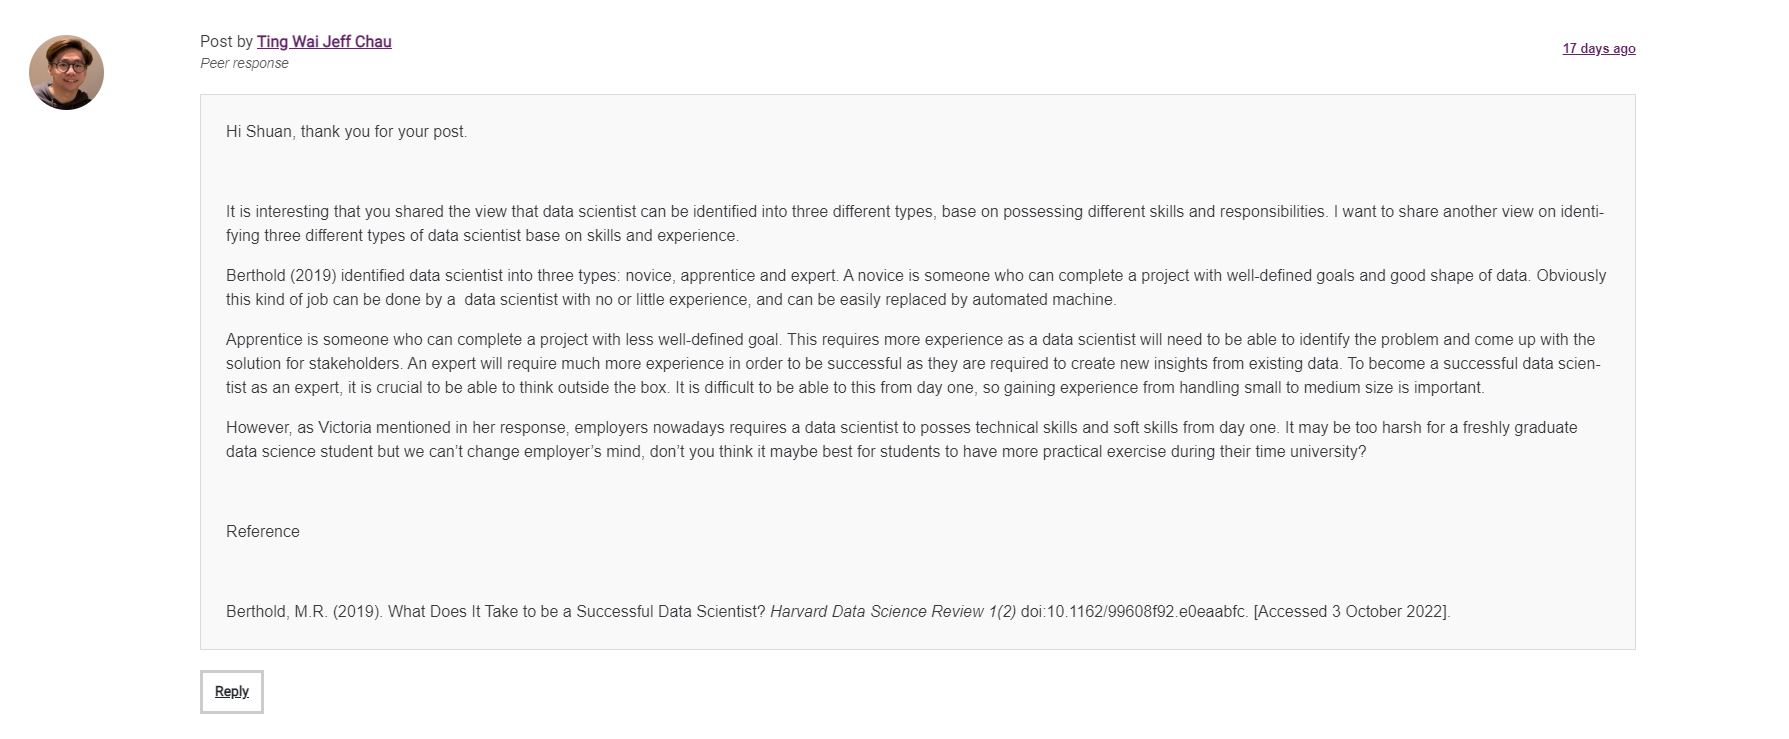 Post by Ting Wai Jeff Chau
17 days ago
Peer response
Hi Shuan, thank you for your post.
It is interesting that you shared the view that data scientist can be identified into three different types, base on possessing different skills and responsibilities. I want to share another view on identi-
fying three different types of data scientist base on skills and experience.
Berthold (2019) identified data scientist into three types: novice, apprentice and expert. A novice is someone who can complete a project with well-defined goals and good shape of data. Obviously
this kind of job can be done by a  data scientist with no or little experience, and can be easily replaced by automated machine.
Apprentice is someone who can complete a project with less well-defined goal. This requires more experience as a data scientist will need to be able to identify the problem and come up with the
solution for stakeholders. An expert will require much more experience in order to be successful as they are required to create new insights from existing data. To become a successful data scien-
tist as an expert, it is crucial to be able to think outside the box. It is difficult to be able to this from day one, so gaining experience from handling small to medium size is important.
However, as Victoria mentioned in her response, employers nowadays requires a data scientist to posses technical skills and soft skills from day one. It may be too harsh for a freshly graduate
data science student but we can’t change employer’s mind, don’t you think it maybe best for students to have more practical exercise during their time university?
Reference
Berthold, M.R. (2019). What Does It Take to be a Successful Data Scientist? Harvard Data Science Review 1(2) doi:10.1162/99608f92.e0eaabfc. [Accessed 3 October 2022].
Reply